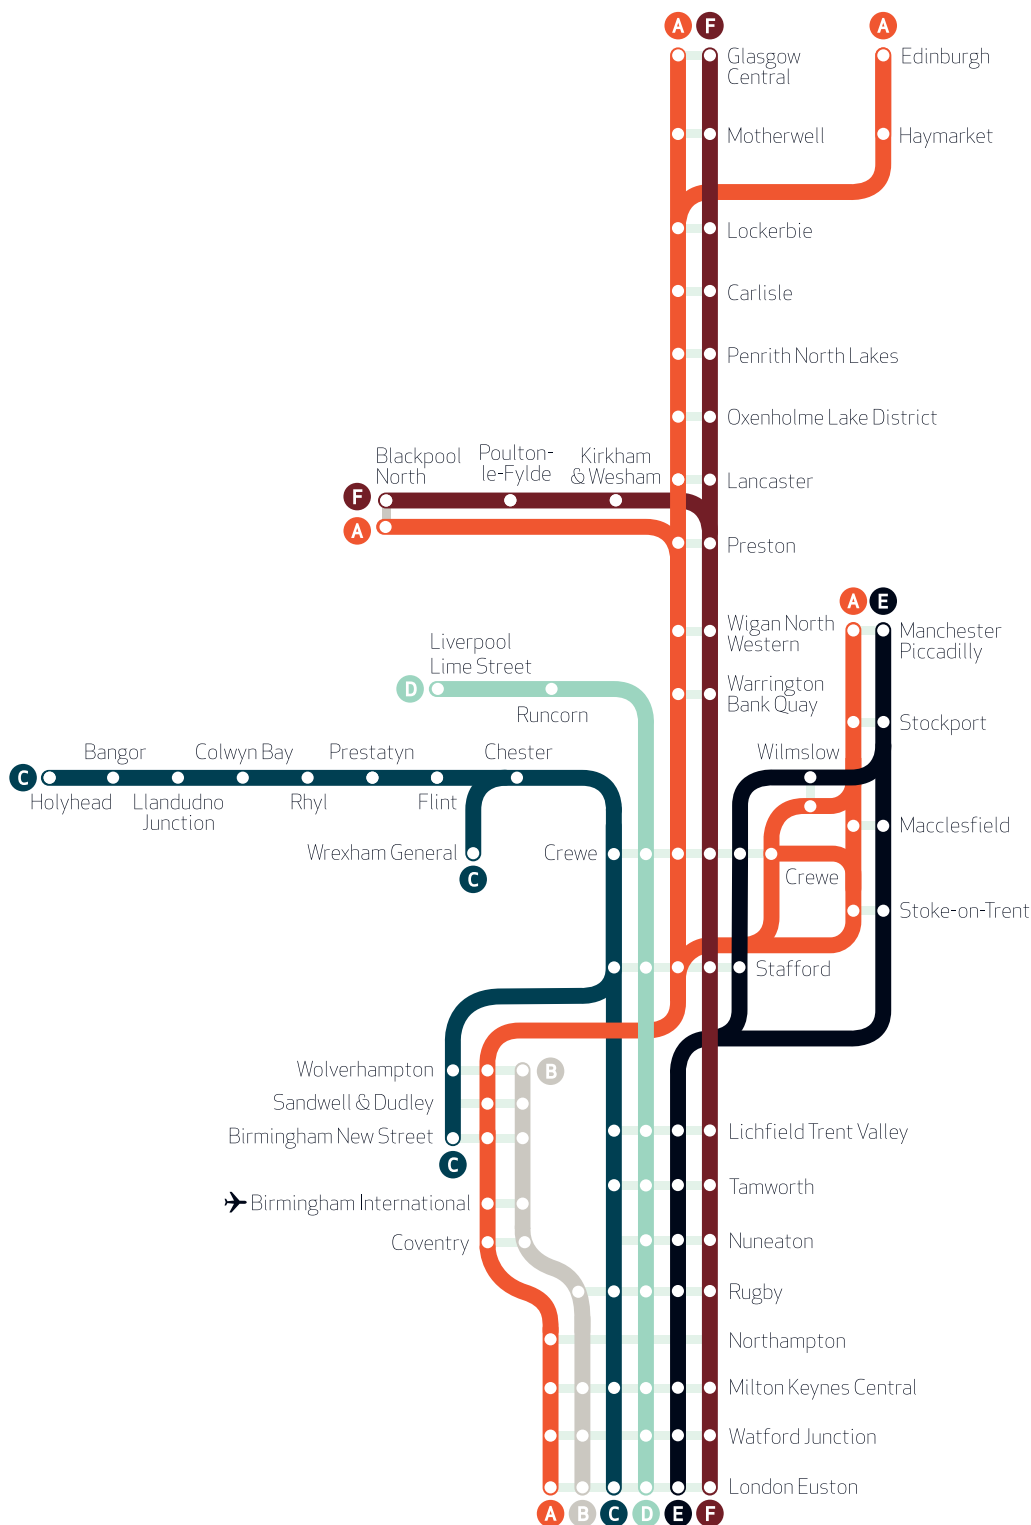 A
F
A
Glasgow
Central
Edinburgh
Motherwell
Haymarket
Lockerbie
Carlisle
Penrith North Lakes
Oxenholme Lake District
Blackpool
North
Poulton-
le-Fylde
Kirkham
& Wesham
Lancaster
F
A
Preston
A
E
Wigan North
Western
Manchester
Piccadilly
Liverpool
Lime Street
D
Runcorn
Warrington
Bank Quay
Stockport
Wilmslow
Bangor
Colwyn Bay
Prestatyn
Chester
C
Holyhead
Llandudno
Junction
Rhyl
Flint
Macclesfield
Wrexham General
C
Crewe
Crewe
Stoke-on-Trent
Stafford
Wolverhampton
B
Sandwell & Dudley
Birmingham New Street
C
Lichfield Trent Valley
Tamworth
Birmingham International
Coventry
Nuneaton
Rugby
Northampton
Milton Keynes Central
Watford Junction
London Euston
A
B
C
D
E
F